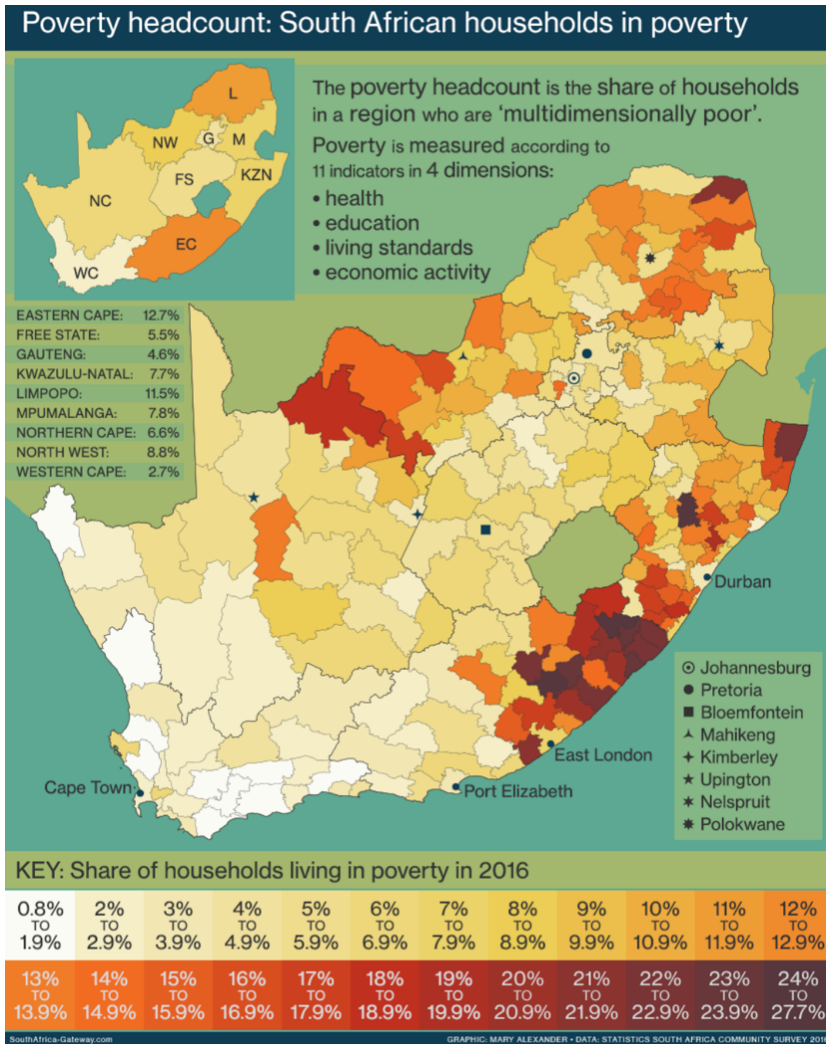 Poverty headcount: South African households in poverty
The poverty headcount is the share of households
in a region who are ‘multidimensionally poor’.
Poverty is measured according to
11 indicators in 4 dimensions:
• health
• education
• living standards
• economic activity
L
NW
G
M
FS
KZN
NC
EC
WC
EASTERN CAPE: 12.7%
FREE STATE: 5.5%
GAUTENG: 4.6%
KWAZULU-NATAL: 7.7%
LIMPOPO: 11.5%
MPUMALANGA: 7.8%
NORTHERN CAPE: 6.6%
NORTH WEST: 8.8%
WESTERN CAPE: 2.7%
Durban
East London
Port Elizabeth
Cape Town
Johannesburg
Pretoria
Bloemfontein
Mahikeng
Kimberley
Upington
Nelspruit
Polokwane
KEY: Share of households living in poverty in 2016
0.8% TO 1.9%
2% TO 2.9%
3% TO 3.9%
4% TO 4.9%
5% TO 5.9%
6% TO 6.9%
7% TO 7.9%
8% TO 8.9%
9% TO 9.9%
10% TO 10.9%
11% TO 11.9%
12% TO 12.9%
13% TO 13.9%
14% TO 14.9%
15% TO 15.9%
16% TO 16.9%
17% TO 17.9%
18% TO 18.9%
19% TO 19.9%
20% TO 20.9%
21% TO 21.9%
22% TO 22.9%
23% TO 23.9%
24% TO 27.7%
SouthAfrica-Gateway.com
GRAPHIC: MARY ALEXANDER • DATA: STATISTICS SOUTH AFRICA COMMUNITY SURVEY 2016